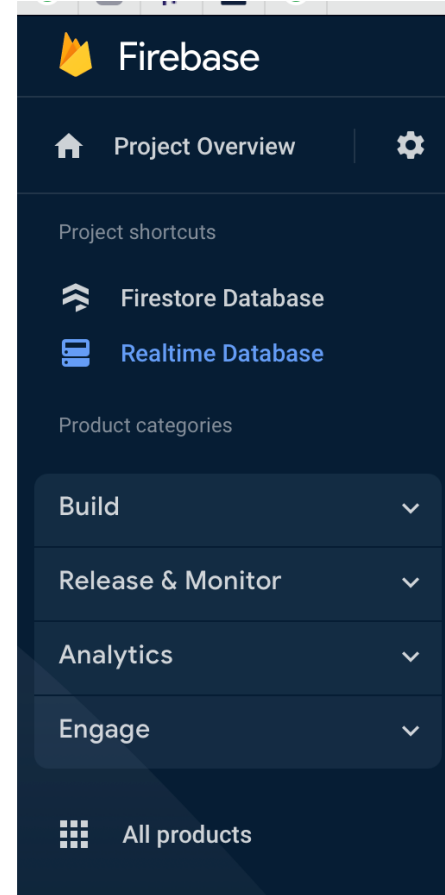 Firebase
Project Overview
Project shortcuts
Firestore Database
Realtime Database
Product categories
Build
Release & Monitor
Analytics
Engage
All products